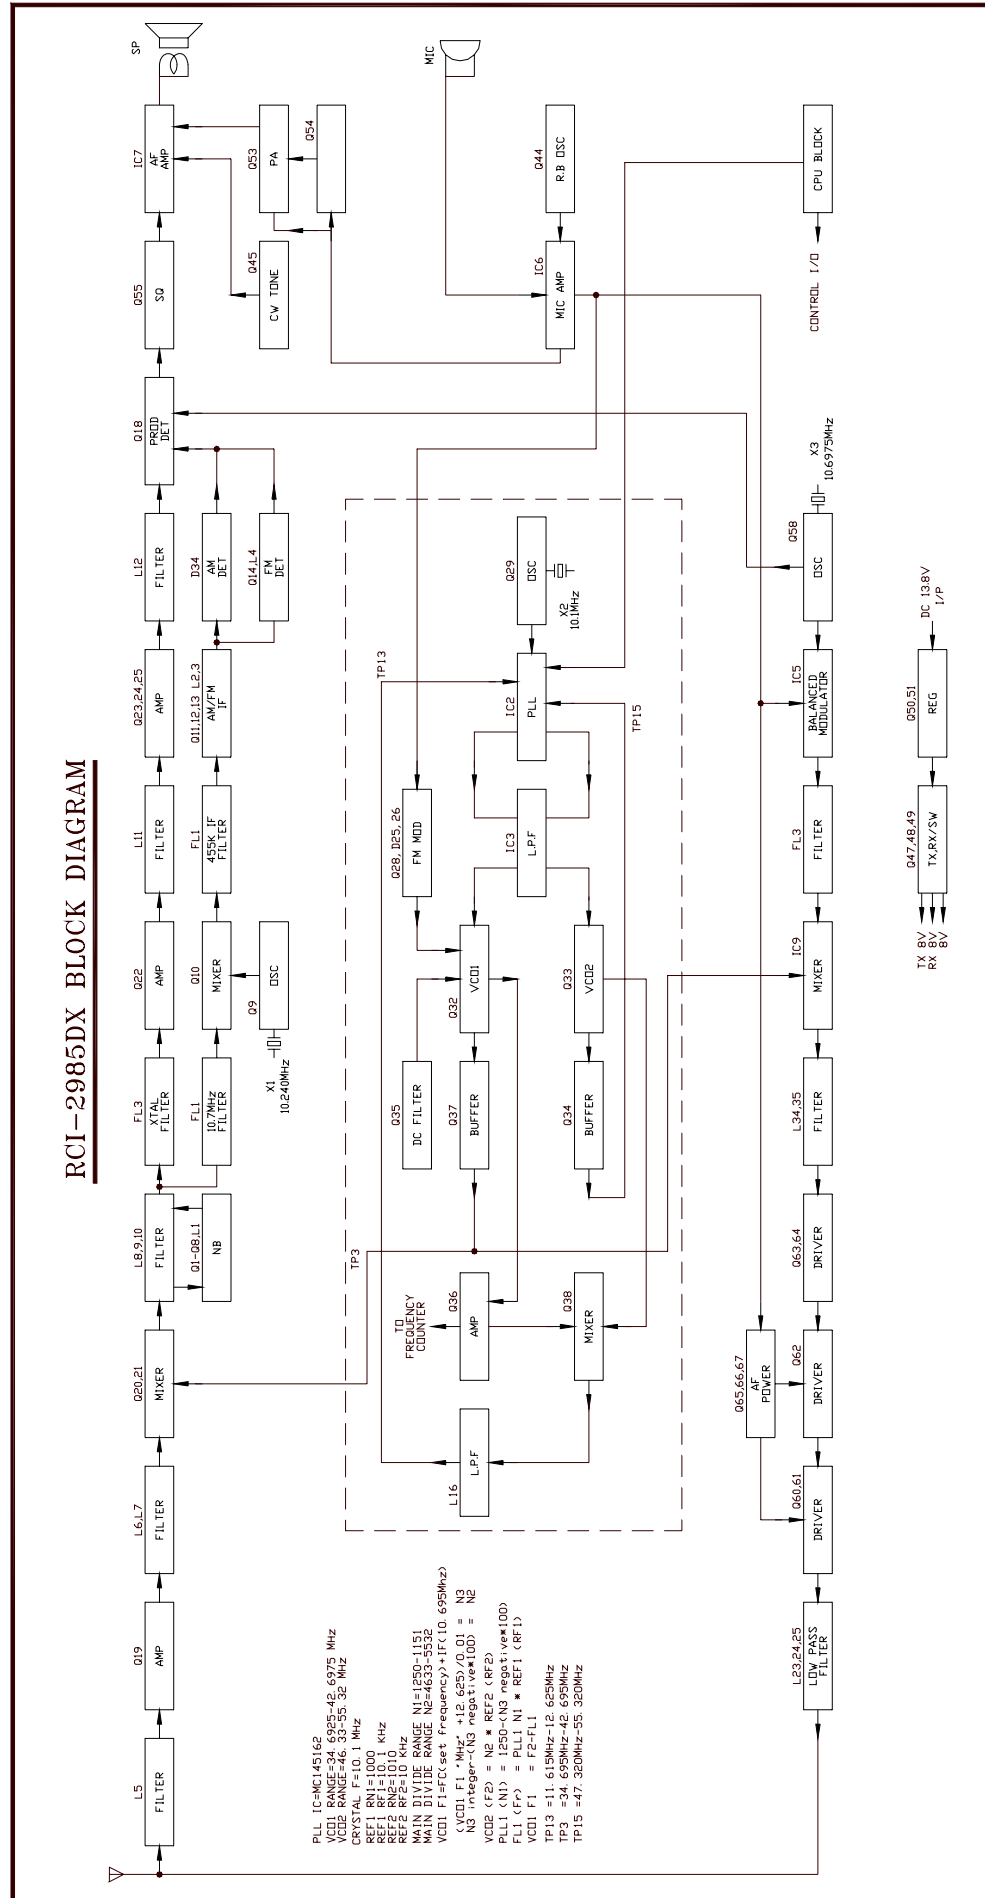 RCI-2985DX BLOCK DIAGRAM
L5
FILTER
Q19
AMP
L6,L7
FILTER
Q20,21
MIXER
L8,9,10
FILTER
Q1-Q8,L1
NB
FL3
XTAL
FILTER
FL1
10.7MHz
FILTER
Q22
AMP
Q10
MIXER
Q9
OSC
X1
10.240MHz
L11
FILTER
FL1
455K IF
FILTER
Q23,24,25
AMP
Q11,12,13 L2,3
AM/FM
IF
L12
FILTER
D34
AM
DET
Q14,L4
FM
DET
Q18
PROD
DET
Q55
SQ
Q45
CW TONE
IC7
AF
AMP
Q53
PA
Q54
SP
MIC
Q44
R.B OSC
IC6
MIC AMP
CPU BLOCK
CONTROL I/O
TP3
TP13
TP15
L16
L.P.F
Q36
AMP
TO
FREQUENCY
COUNTER
Q38
MIXER
Q35
DC FILTER
Q37
BUFFER
Q34
BUFFER
Q32
VCO1
Q33
VCO2
Q28, D25, 26
FM MOD
IC3
L.P.F
IC2
PLL
Q29
OSC
X2
10.1MHz
PLL IC=MC145162
VCO1 RANGE=34.6925-42.6975 MHz
VCO2 RANGE=46.33-55.32 MHz
CRYSTAL F=10.1 MHz
REF1 RN1=1000
REF1 RF1=10.1 KHz
REF2 RN2=1010
REF2 RF2=10 KHz
MAIN DIVIDE RANGE N1=1250-1151
MAIN DIVIDE RANGE N2=4633-5532
VCO1 F1=FC(set frequency)+IF(10.695Mhz)
(VCO1 F1 "MHz" +12.625)/0.01 = N3
N3 integer-(N3 negative*100) = N2
VCO2 (F2) = N2 * REF2 (RF2)
PLL1 (N1) = 1250-(N3 negative*100)
FL1 (Fr) = PLL1 N1 * REF1 (RF1)
VCO1 F1 = F2-FL1
TP13 =11.615MHz-12.625MHz
TP3 =34.695MHz-42.695MHz
TP15 =47.320MHz-55.320MHz
L23,24,25
LOW PASS
FILTER
Q60,61
DRIVER
Q65,66,67
AF
POWER
Q62
DRIVER
Q63,64
DRIVER
L34,35
FILTER
IC9
MIXER
FL3
FILTER
IC5
BALANCED
MODULATOR
Q58
OSC
X3
10.6975MHz
TX 8V
RX 8V
8V
Q47,48,49
TX,RX/SW
Q50,51
REG
DC 13.8V
I/P